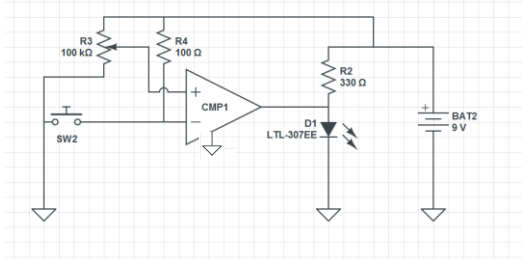 R3
100 kΩ
R4
100 Ω
R2
330 Ω
+
CMP1
−
+
BAT2
9 V
D1
LTL-307EE
SW2